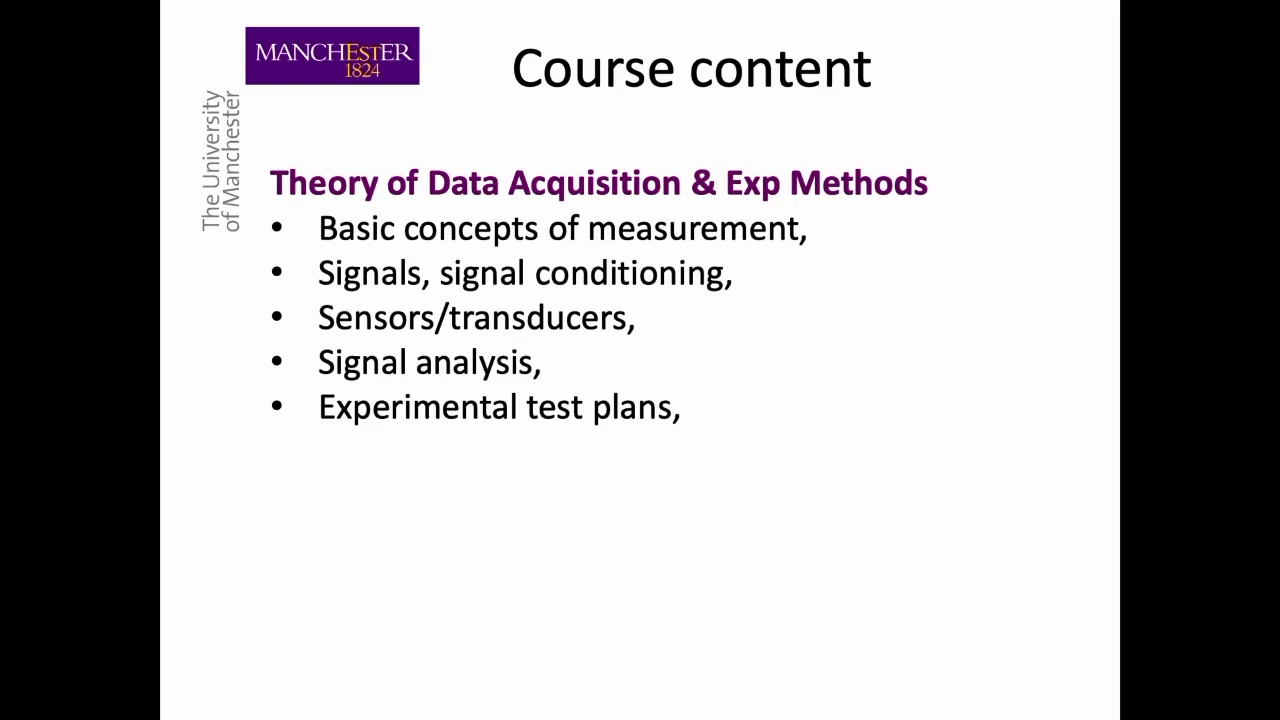 MANCHESTER
1824
The University
of Manchester
Course content
Theory of Data Acquisition & Exp Methods
• Basic concepts of measurement,
• Signals, signal conditioning,
• Sensors/transducers,
• Signal analysis,
• Experimental test plans,